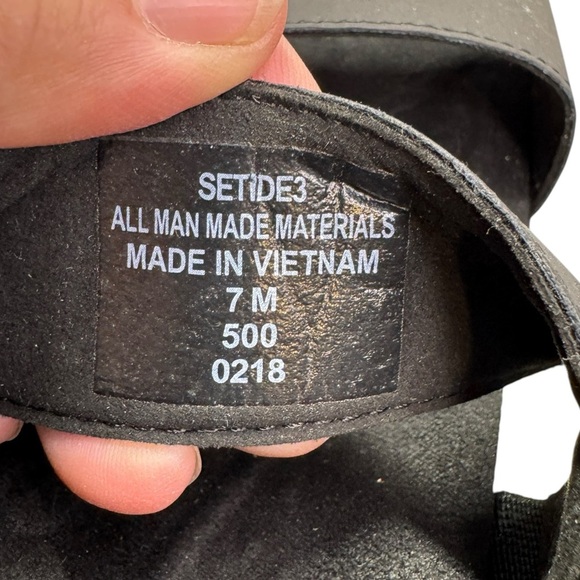 SETIDE3
ALL MAN MADE MATERIALS
MADE IN VIETNAM
7 M
500
0218